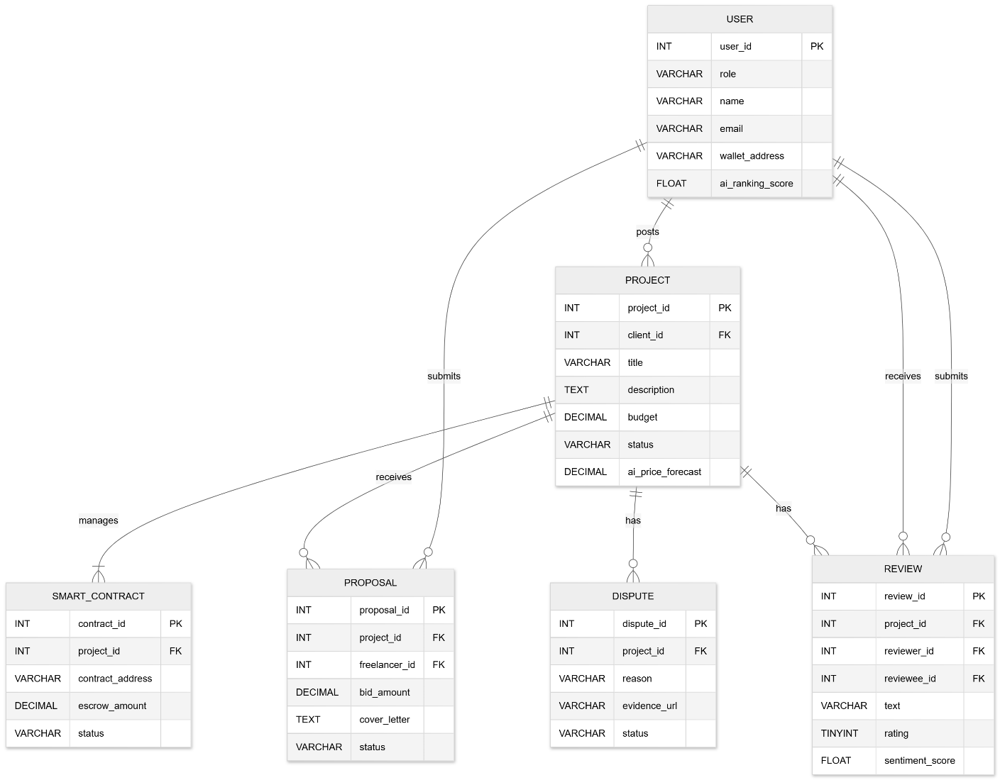 USER
INT user_id PK
VARCHAR role
VARCHAR name
VARCHAR email
VARCHAR wallet_address
FLOAT ai_ranking_score
posts
PROJECT
INT project_id PK
INT client_id FK
VARCHAR title
TEXT description
DECIMAL budget
VARCHAR status
DECIMAL ai_price_forecast
submits
receives
submits
receives
manages
has
has
SMART_CONTRACT
INT contract_id PK
INT project_id FK
VARCHAR contract_address
DECIMAL escrow_amount
VARCHAR status
PROPOSAL
INT proposal_id PK
INT project_id FK
INT freelancer_id FK
DECIMAL bid_amount
TEXT cover_letter
VARCHAR status
DISPUTE
INT dispute_id PK
INT project_id FK
VARCHAR reason
VARCHAR evidence_url
VARCHAR status
REVIEW
INT review_id PK
INT project_id FK
INT reviewer_id FK
INT reviewee_id FK
VARCHAR text
TINYINT rating
FLOAT sentiment_score